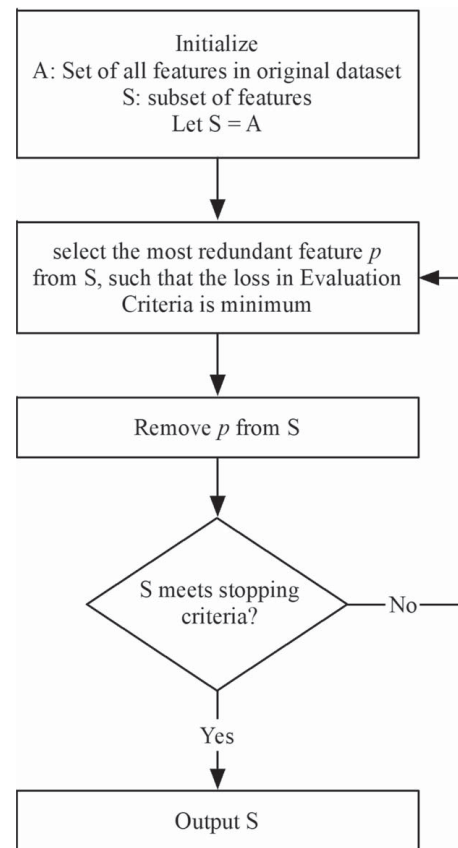 Initialize
A: Set of all features in original dataset
S: subset of features
Let S = A
select the most redundant feature p
from S, such that the loss in Evaluation
Criteria is minimum
Remove p from S
S meets stopping
criteria?
No
Yes
Output S